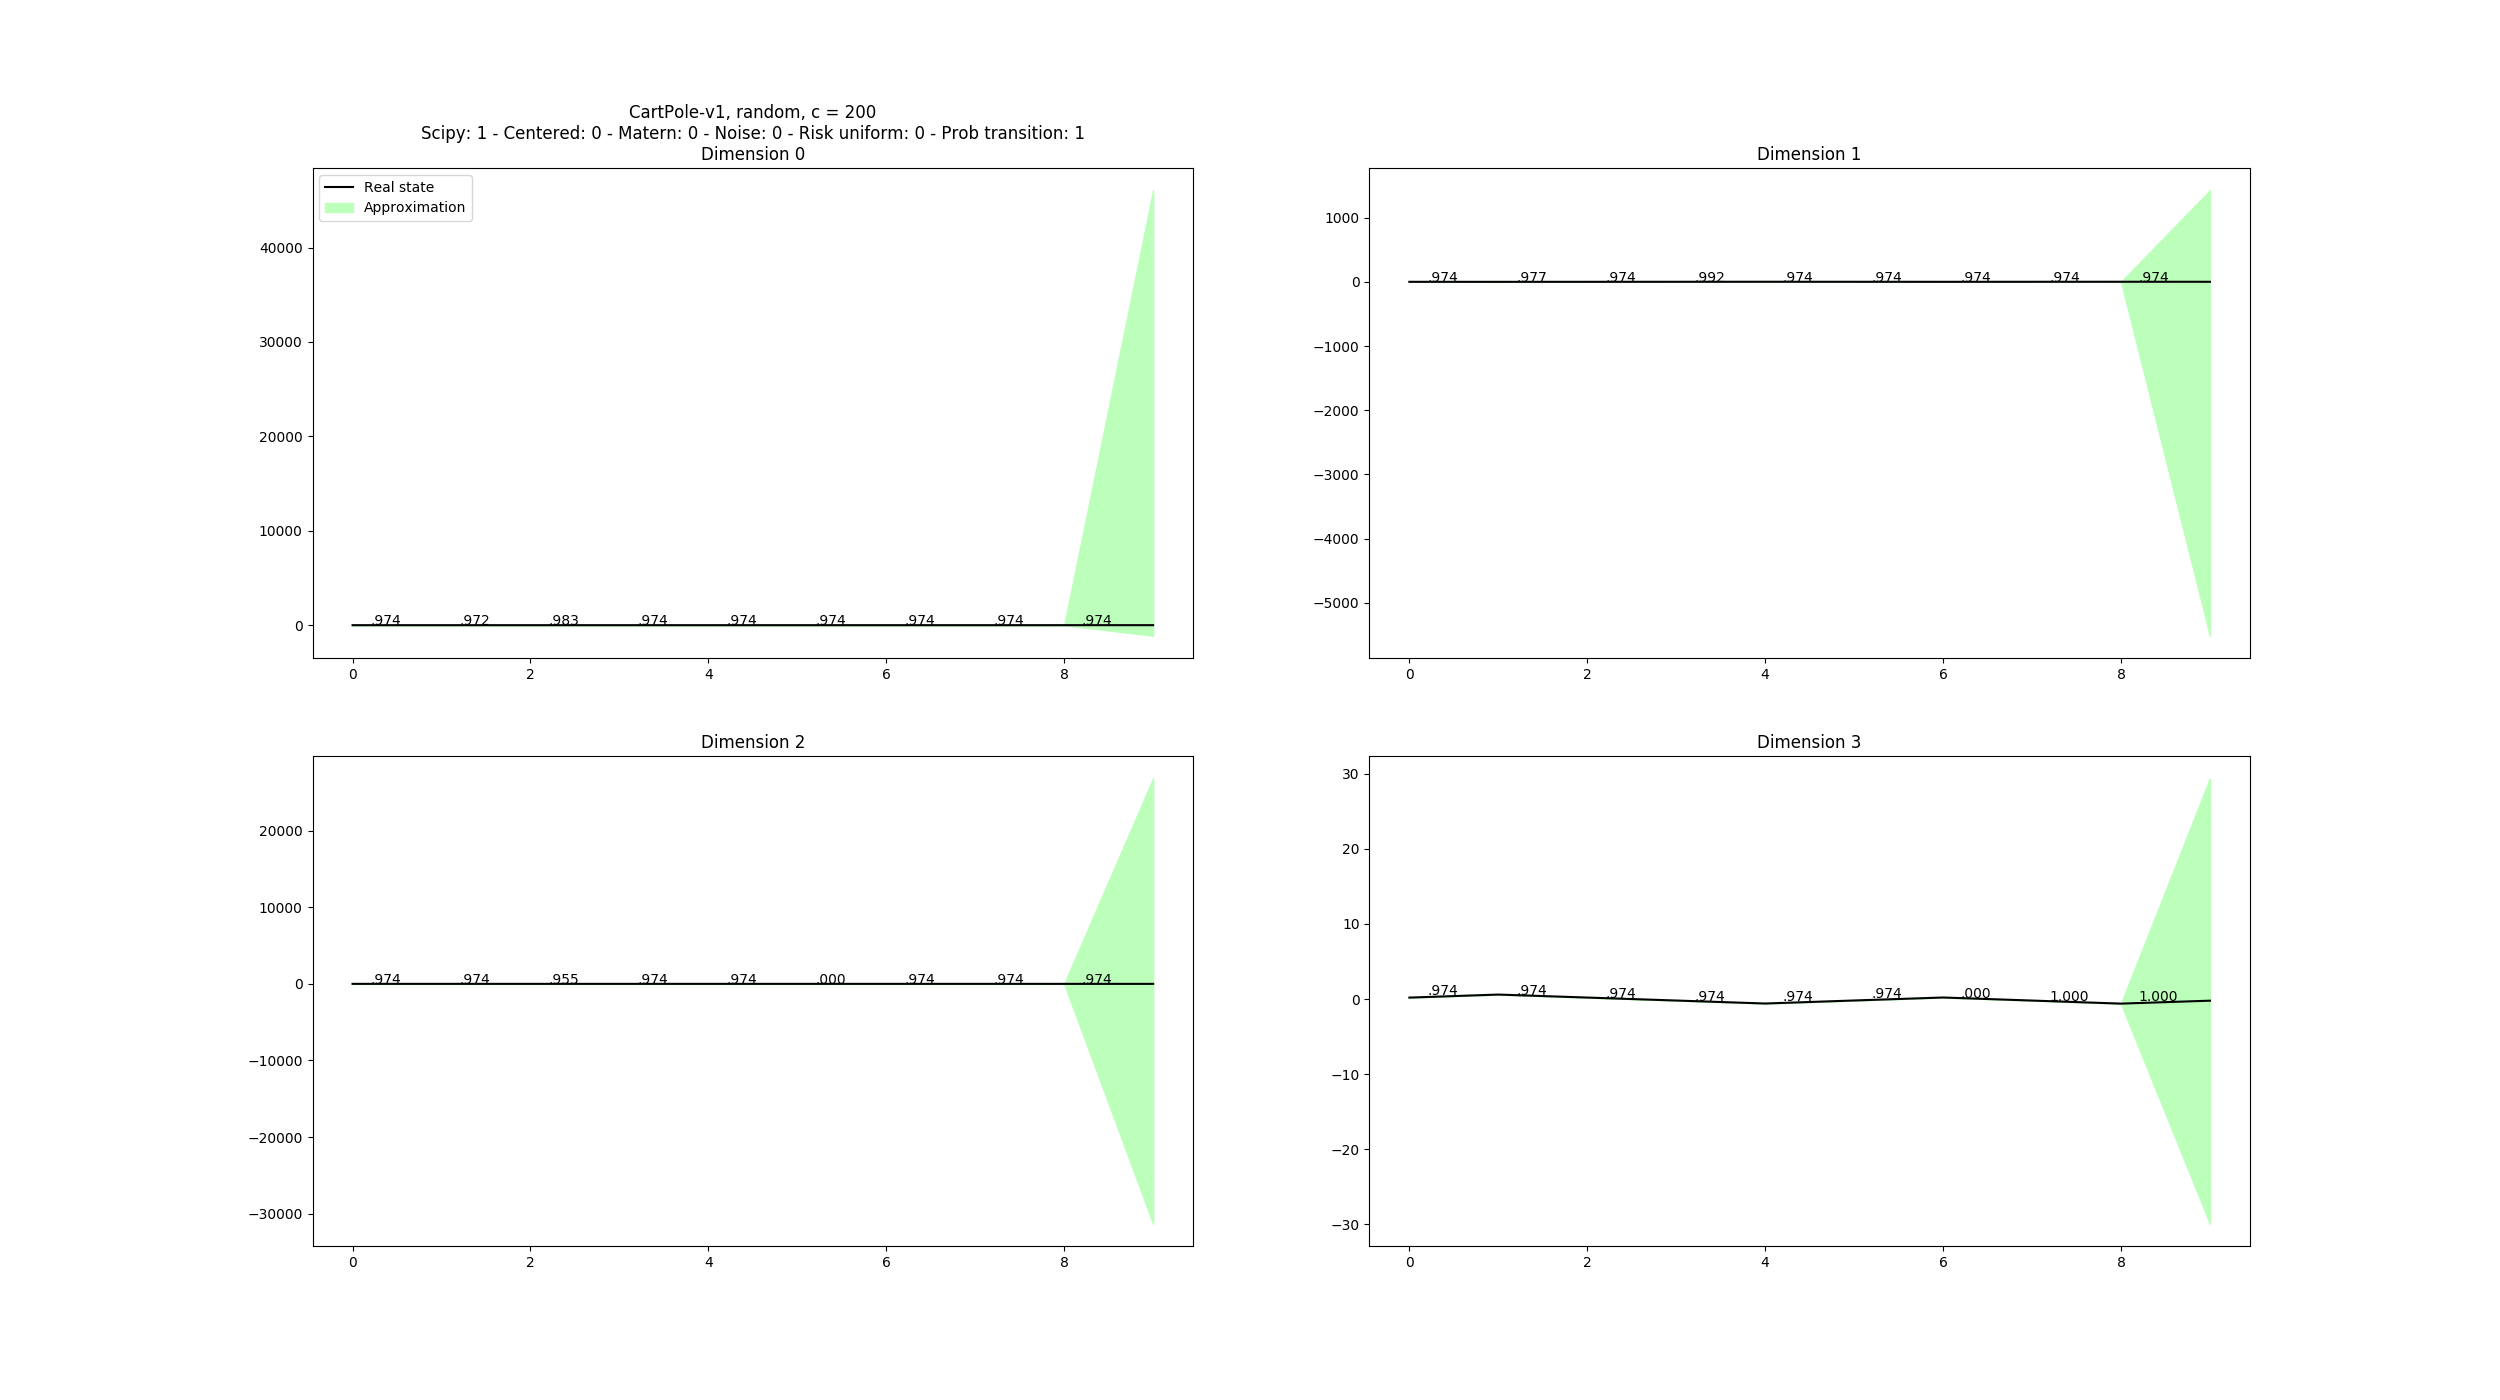 CartPole-v1, random, c = 200
Scipy: 1 - Centered: 0 - Matern: 0 - Noise: 0 - Risk uniform: 0 - Prob transition: 1
Dimension 0
Real state
Approximation
40000
30000
20000
10000
0
.974 .972 .983 .974 .974 .974 .974 .974 .974
0 2 4 6 8
Dimension 1
1000
0
.974 .977 .974 .992 .974 .974 .974 .974 .974
−1000
−2000
−3000
−4000
−5000
0 2 4 6 8
Dimension 2
20000
10000
0
.974 .974 .955 .974 .974 .000 .974 .974 .974
−10000
−20000
−30000
0 2 4 6 8
Dimension 3
30
20
10
0
.974 .974 .974 .974 .974 .974 .000 1.000 1.000
−10
−20
−30
0 2 4 6 8